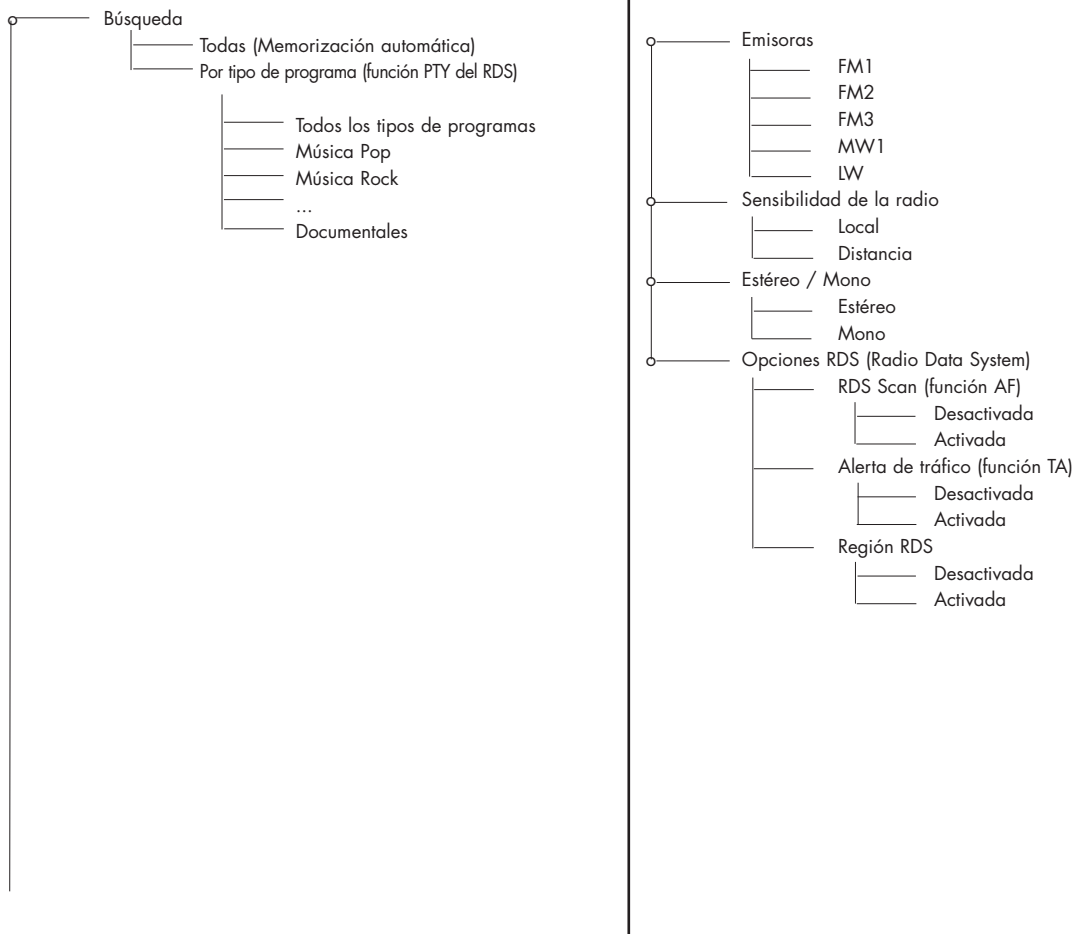 Búsqueda
Todas (Memorización automática)
Por tipo de programa (función PTY del RDS)
Todos los tipos de programas
Música Pop
Música Rock
...
Documentales
Emisoras
FM1
FM2
FM3
MW1
LW
Sensibilidad de la radio
Local
Distancia
Estéreo / Mono
Estéreo
Mono
Opciones RDS (Radio Data System)
RDS Scan (función AF)
Desactivada
Activada
Alerta de tráfico (función TA)
Desactivada
Activada
Región RDS
Desactivada
Activada